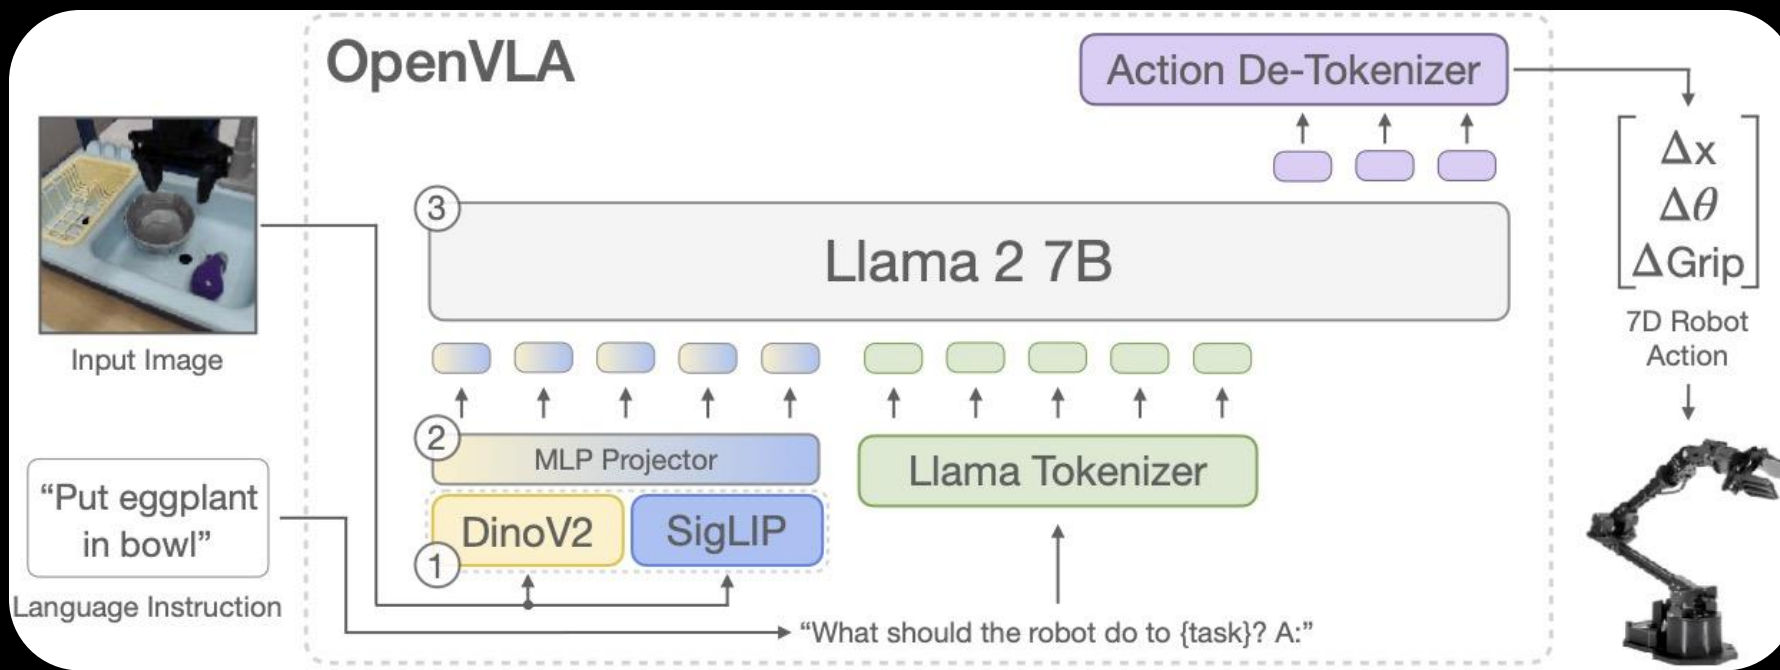 OpenVLA
Action De-Tokenizer
Δx
Δθ
ΔGrip
7D Robot
Action
3
Llama 2 7B
Input Image
2
MLP Projector
Llama Tokenizer
"Put eggplant
in bowl"
Language Instruction
1
DinoV2
SigLIP
"What should the robot do to {task}? A:"